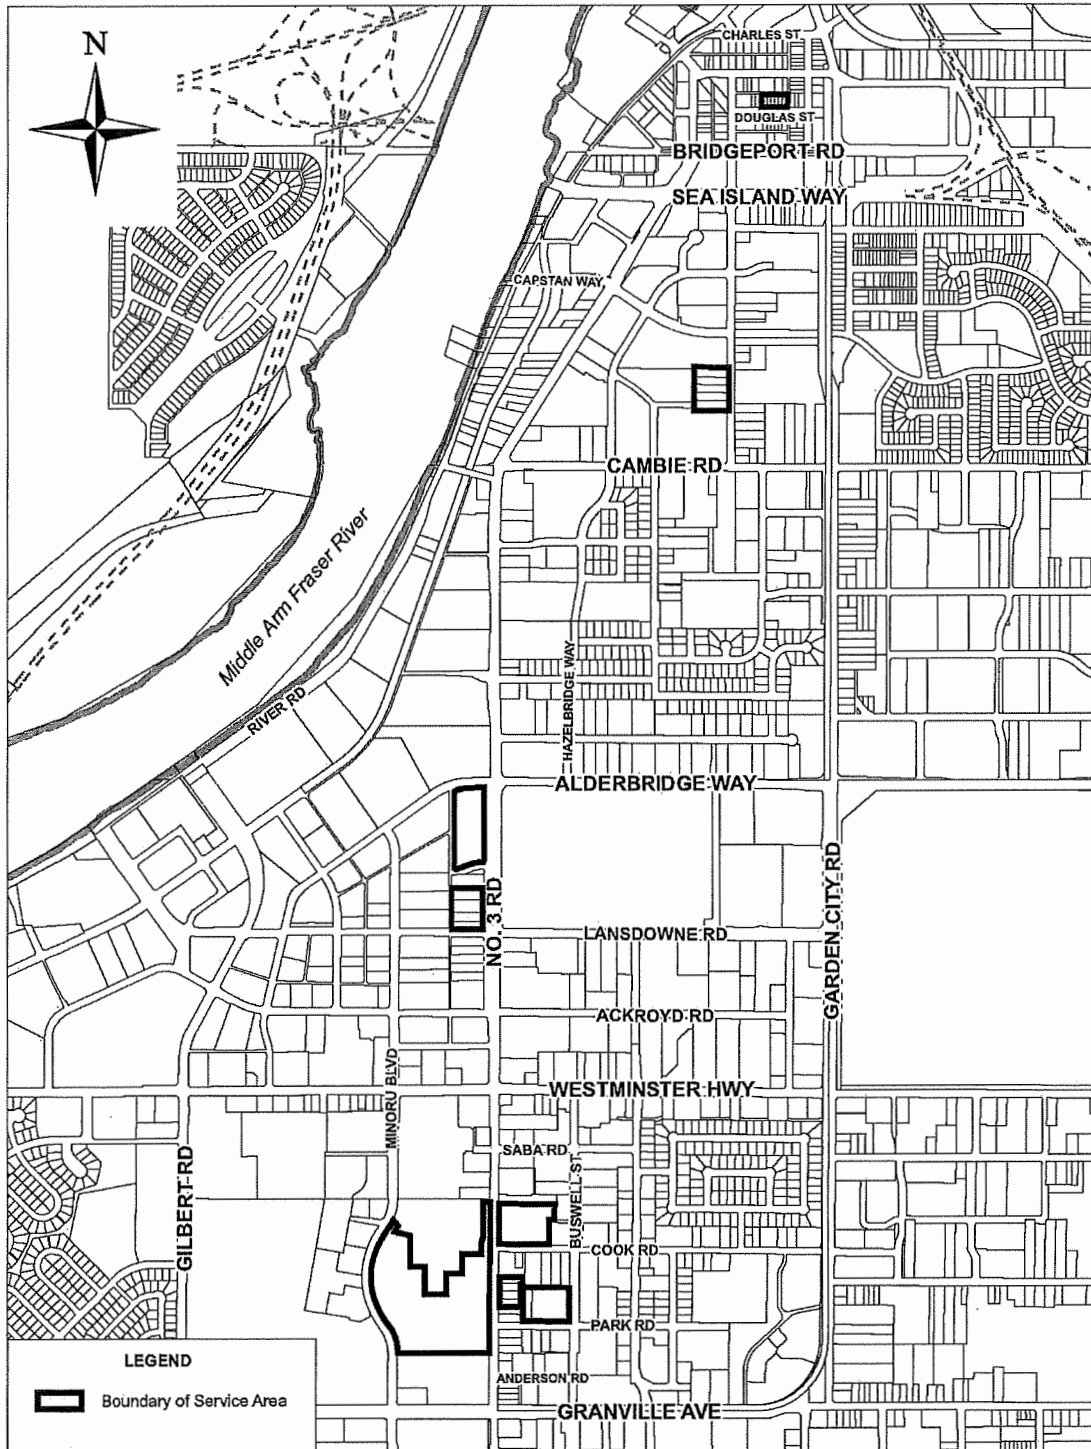 N
CHARLES ST
DOUGLAS ST
BRIDGEPORT RD
SEA ISLAND WAY
CAPSTAN WAY
CAMBIE RD
Middle Arm Fraser River
RIVER RD
HAZELBRIDGE WAY
ALDERBRIDGE WAY
NO. 3 RD
GARDEN CITY RD
LANSDOWNE RD
ACKROYD RD
MINORU BLVD
WESTMINSTER HWY
SABA RD
BUSWELL ST
GILBERT RD
COOK RD
PARK RD
ANDERSON RD
GRANVILLE AVE
LEGEND
Boundary of Service Area